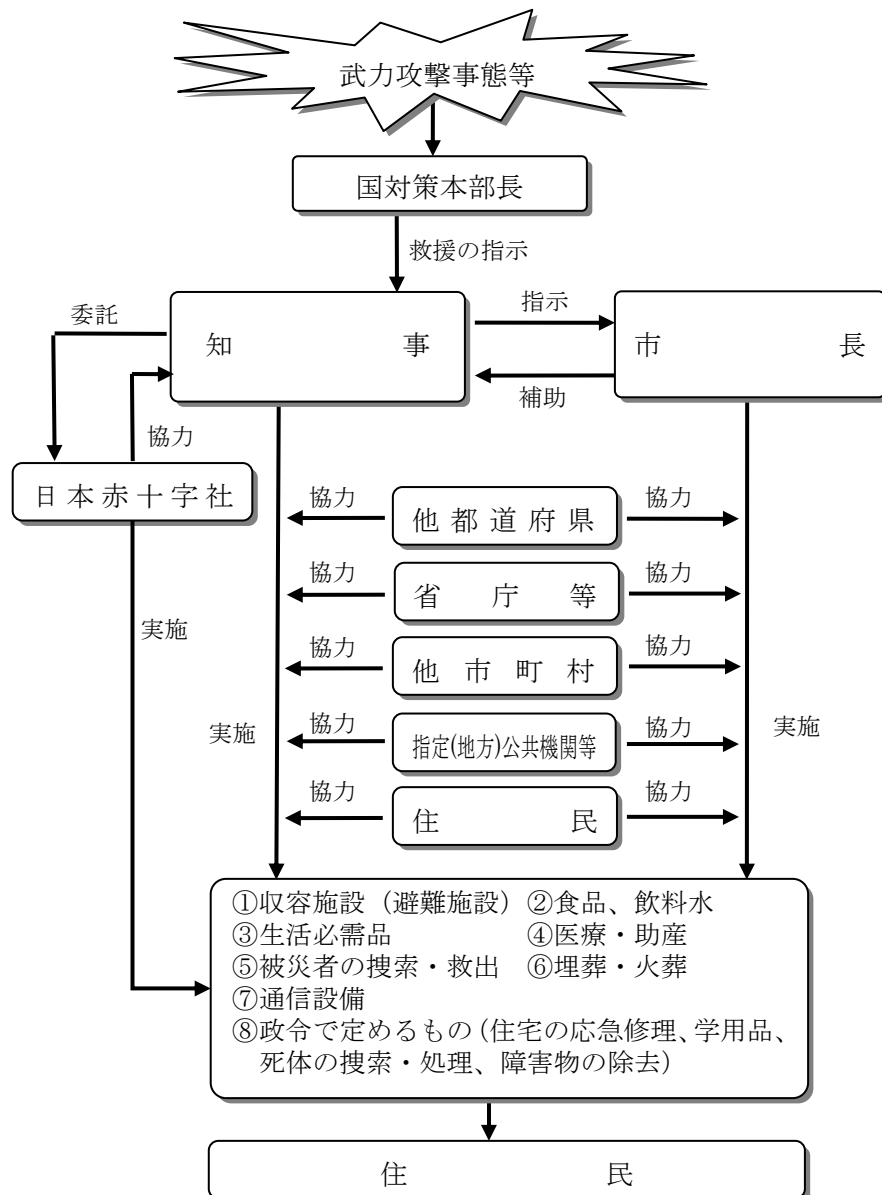 武力攻撃事態等
国対策本部長
救援の指示
委託
知　　　　事
指示
市　　　　長
補助
協力
日本赤十字社
協力
他都道府県
協力
協力
省　庁　等
協力
実施
協力
他市町村
協力
実施
協力
指定(地方)公共機関等
協力
実施
協力
住　　　　民
協力
①収容施設（避難施設）②食品、飲料水
③生活必需品　　　　　④医療・助産
⑤被災者の捜索・救出　⑥埋葬・火葬
⑦通信設備
⑧政令で定めるもの（住宅の応急修理、学用品、
死体の捜索・処理、障害物の除去）
住　　　　民